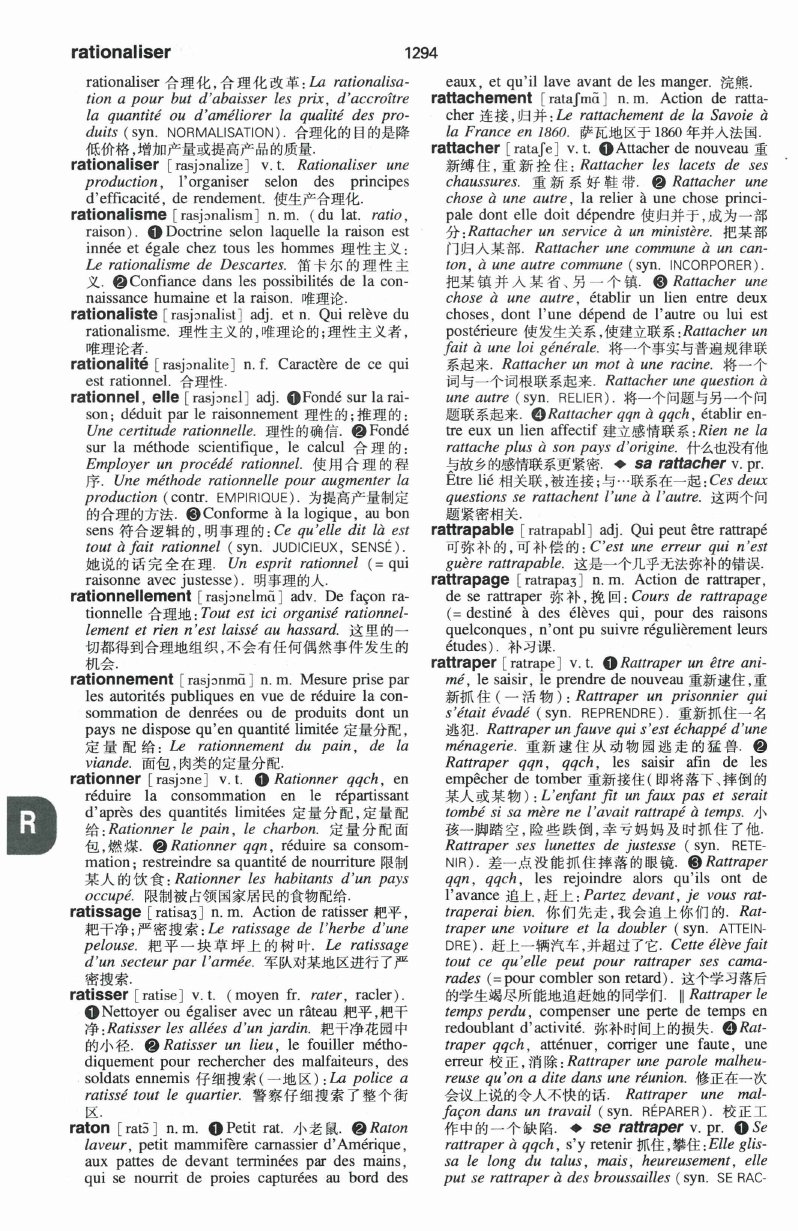 rationaliser
1294
rationaliser 合理化,合理化改革:La rationalisa-
tion a pour but d'abaisser les prix, d'accroître
la quantité ou d'améliorer la qualité des pro-
duits (syn. NORMALISATION). 合理化的目的是降
低价格,增加产量或提高产品的质量.
rationaliser [rasjɔnalize] v. t. Rationaliser une
production, l'organiser selon des principes
d'efficacité, de rendement. 使生产合理化.
rationalisme [rasjɔnalism] n. m. (du lat. ratio,
raison). ❶Doctrine selon laquelle la raison est
innée et égale chez tous les hommes 理性主义:
Le rationalisme de Descartes. 笛卡尔的理性主
义. ❷Confiance dans les possibilités de la con-
naissance humaine et la raison. 唯理论.
rationaliste [rasjɔnalist] adj. et n. Qui relève du
rationalisme. 理性主义的,唯理论的;理性主义者,
唯理论者.
rationalité [rasjɔnalite] n. f. Caractère de ce qui
est rationnel. 合理性.
rationnel, elle [rasjɔnɛl] adj. ❶Fondé sur la rai-
son; déduit par le raisonnement 理性的;推理的:
Une certitude rationnelle. 理性的确信. ❷Fondé
sur la méthode scientifique, le calcul 合理的:
Employer un procédé rationnel. 使用合理的程
序. Une méthode rationnelle pour augmenter la
production (contr. EMPIRIQUE). 为提高产量制定
的合理的方法. ❸Conforme à la logique, au bon
sens 符合逻辑的,明事理的:Ce qu'elle dit là est
tout à fait rationnel (syn. JUDICIEUX, SENSÉ).
她说的话完全在理. Un esprit rationnel (= qui
raisonne avec justesse). 明事理的人.
rationnellement [rasjɔnɛlmɑ̃] adv. De façon ra-
tionnelle 合理地:Tout est ici organisé rationnel-
lement et rien n'est laissé au hassard. 这里的一
切都得到合理地组织,不会有任何偶然事件发生的
机会.
rationnement [rasjɔnmɑ̃] n. m. Mesure prise par
les autorités publiques en vue de réduire la con-
sommation de denrées ou de produits dont un
pays ne dispose qu'en quantité limitée 定量分配,
定量配给: Le rationnement du pain, de la
viande. 面包,肉类的定量分配.
rationner [rasjɔne] v. t. ❶ Rationner qqch, en
réduire la consommation en le répartissant
d'après des quantités limitées 定量分配,定量配
给:Rationner le pain, le charbon. 定量分配面
包,燃煤. ❷Rationner qqn, réduire sa consom-
mation; restreindre sa quantité de nourriture 限制
某人的饮食:Rationner les habitants d'un pays
occupé. 限制被占领国家居民的食物配给.
ratissage [ratisaʒ] n. m. Action de ratisser 耙平,
耙干净;严密搜索:Le ratissage de l'herbe d'une
pelouse. 耙平一块草坪上的树叶. Le ratissage
d'un secteur par l'armée. 军队对某地区进行了严
密搜索.
ratisser [ratise] v. t. (moyen fr. rater, racler).
❶Nettoyer ou égaliser avec un râteau 耙平,耙干
净:Ratisser les allées d'un jardin. 耙干净花园中
的小径. ❷ Ratisser un lieu, le fouiller métho-
diquement pour rechercher des malfaiteurs, des
soldats ennemis 仔细搜索(一地区):La police a
ratissé tout le quartier. 警察仔细搜索了整个街
区.
raton [ratɔ̃] n. m. ❶Petit rat. 小老鼠. ❷Raton
laveur, petit mammifère carnassier d'Amérique,
aux pattes de devant terminées par des mains,
qui se nourrit de proies capturées au bord des
R
eaux, et qu'il lave avant de les manger. 浣熊.
rattachement [rataʃmɑ̃] n. m. Action de ratta-
cher 连接,归并:Le rattachement de la Savoie à
la France en 1860. 萨瓦地区于1860年并入法国.
rattacher [rataʃe] v. t. ❶Attacher de nouveau 重
新缚住,重新拴住: Rattacher les lacets de ses
chaussures. 重新系好鞋带. ❷ Rattacher une
chose à une autre, la relier à une chose princi-
pale dont elle doit dépendre 使归并于,成为一部
分:Rattacher un service à un ministère. 把某部
门归入某部. Rattacher une commune à un can-
ton, à une autre commune (syn. INCORPORER).
把某镇并入某省、另一个镇. ❸ Rattacher une
chose à une autre, établir un lien entre deux
choses, dont l'une dépend de l'autre ou lui est
postérieure 使发生关系,使建立联系:Rattacher un
fait à une loi générale. 将一个事实与普遍规律联
系起来. Rattacher un mot à une racine. 将一个
词与一个词根联系起来. Rattacher une question à
une autre (syn. RELIER). 将一个问题与另一个问
题联系起来. ❹Rattacher qqn à qqch, établir en-
tre eux un lien affectif 建立感情联系:Rien ne la
rattache plus à son pays d'origine. 什么也没有他
与故乡的感情联系更紧密. ◆ sa rattacher v. pr.
Être lié 相关联,被连接;与…联系在一起:Ces deux
questions se rattachent l'une à l'autre. 这两个问
题紧密相关.
rattrapable [ratrapabl] adj. Qui peut être rattrapé
可弥补的,可补偿的: C'est une erreur qui n'est
guère rattrapable. 这是一个几乎无法弥补的错误.
rattrapage [ratrapaʒ] n. m. Action de rattraper,
de se rattraper 弥补,挽回: Cours de rattrapage
(= destiné à des élèves qui, pour des raisons
quelconques, n'ont pu suivre régulièrement leurs
études). 补习课.
rattraper [ratrape] v. t. ❶Rattraper un être ani-
mé, le saisir, le prendre de nouveau 重新逮住,重
新抓住(一活物): Rattraper un prisonnier qui
s'était évadé (syn. REPRENDRE). 重新抓住一名
逃犯. Rattraper un fauve qui s'est échappé d'une
ménagerie. 重新逮住从动物园逃走的猛兽. ❷
Rattraper qqn, qqch, les saisir afin de les
empêcher de tomber 重新接住(即将落下、摔倒的
某人或某物): L'enfant fit un faux pas et serait
tombé si sa mère ne l'avait rattrapé à temps. 小
孩一脚踏空,险些跌倒,幸亏妈妈及时抓住了他.
Rattraper ses lunettes de justesse (syn. RETE-
NIR). 差一点没能抓住摔落的眼镜. ❸Rattraper
qqn, qqch, les rejoindre alors qu'ils ont de
l'avance 追上,赶上:Partez devant, je vous rat-
traperai bien. 你们先走,我会追上你们的. Rat-
traper une voiture et la doubler (syn. ATTEIN-
DRE). 赶上一辆汽车,并超过了它. Cette élève fait
tout ce qu'elle peut pour rattraper ses cama-
rades (=pour combler son retard). 这个学习落后
的学生竭尽所能地追赶她的同学们. ‖ Rattraper le
temps perdu, compenser une perte de temps en
redoublant d'activité. 弥补时间上的损失. ❹Rat-
traper qqch, atténuer, corriger une faute, une
erreur 校正,消除:Rattraper une parole malheu-
reuse qu'on a dite dans une réunion. 修正在一次
会议上说的令人不快的话. Rattraper une mal-
façon dans un travail (syn. RÉPARER). 校正工
作中的一个缺陷. ◆ se rattraper v. pr. ❶Se
rattraper à qqch, s'y retenir 抓住,攀住:Elle glis-
sa le long du talus, mais, heureusement, elle
put se rattraper à des broussailles (syn. SE RAC-